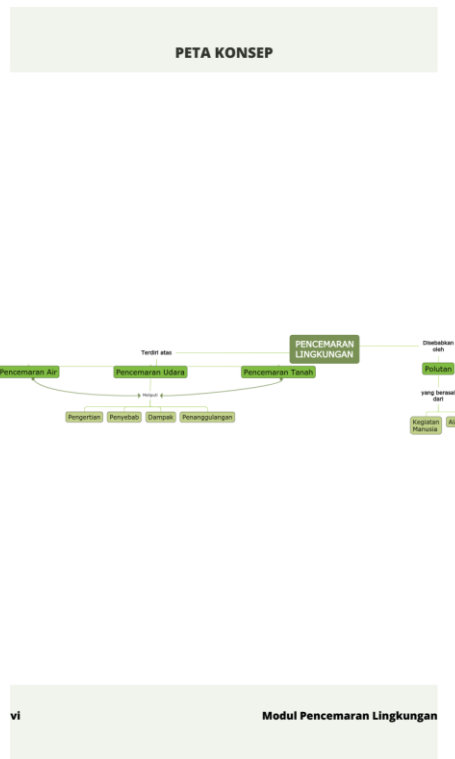 PETA KONSEP
PENCEMARAN
LINGKUNGAN
Terdiri atas
Disebabkan
oleh
Pencemaran Air
Pencemaran Udara
Pencemaran Tanah
Polutan
Meliputi
yang berasal
dari
Pengertian
Penyebab
Dampak
Penanggulangan
Kegiatan
Manusia
vi
Modul Pencemaran Lingkungan